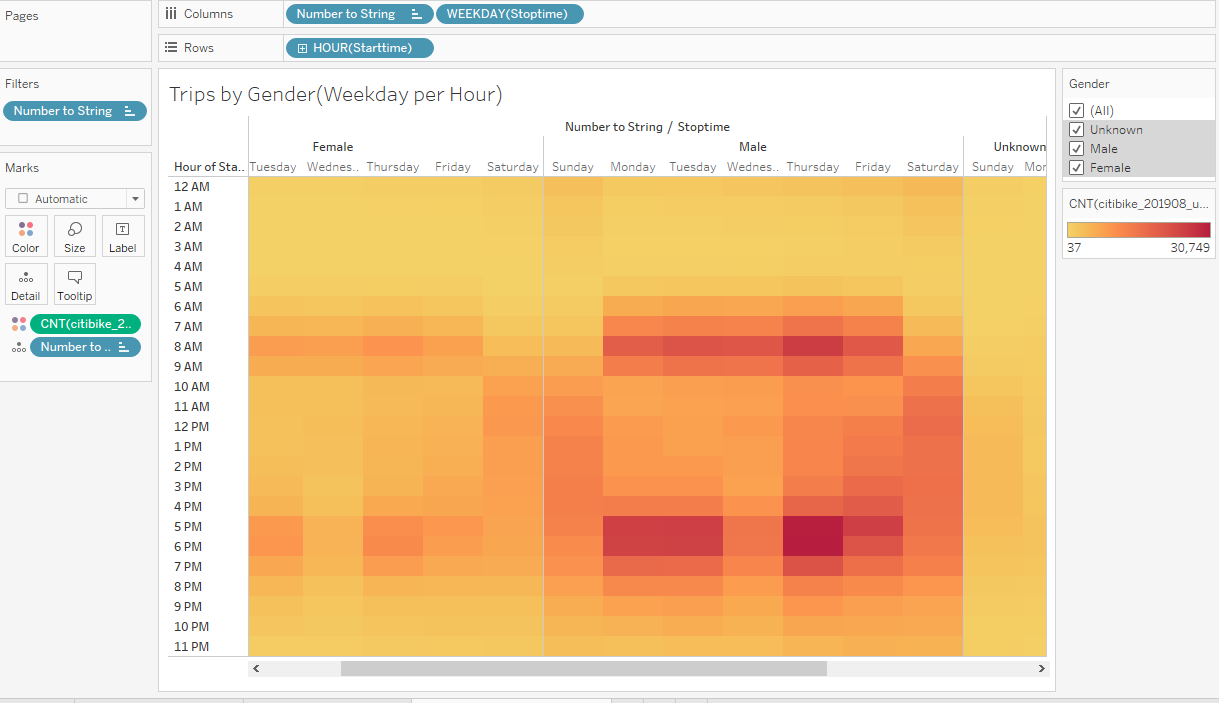 Pages
Columns
Number to String
WEEKDAY(Stoptime)
Rows
HOUR(Starttime)
Filters
Number to String
Marks
Automatic
Color
Size
Label
Detail
Tooltip
CNT(citibike_2..
Number to ..
Trips by Gender(Weekday per Hour)
Number to String / Stoptime
Female
Male
Unknown
Hour of Sta..
Tuesday
Wednes..
Thursday
Friday
Saturday
Sunday
Monday
Tuesday
Wednes..
Thursday
Friday
Saturday
Sunday
Mor
12 AM
1 AM
2 AM
3 AM
4 AM
5 AM
6 AM
7 AM
8 AM
9 AM
10 AM
11 AM
12 PM
1 PM
2 PM
3 PM
4 PM
5 PM
6 PM
7 PM
8 PM
9 PM
10 PM
11 PM
Gender
(All)
Unknown
Male
Female
CNT(citibike_201908_u...
37
30,749